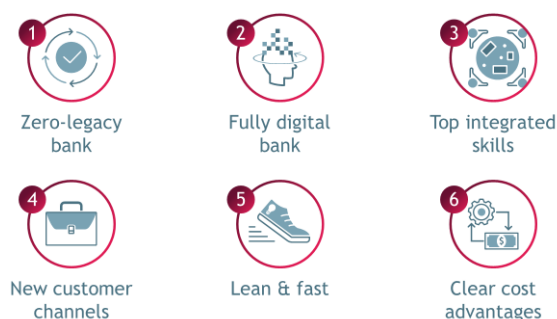 1
Zero-legacy
bank
2
Fully digital
bank
3
Top integrated
skills
4
New customer
channels
5
Lean & fast
6
$
Clear cost
advantages